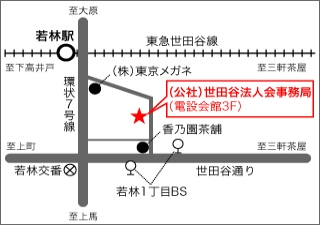 至大原
若林駅
東急世田谷線
至下高井戸
至三軒茶屋
環状7号線
(株)東京メガネ
(公社)世田谷法人会事務局
(電設会館3F)
香乃園茶舗
至上町
至三軒茶屋
若林交番
世田谷通り
若林1丁目BS
至上馬